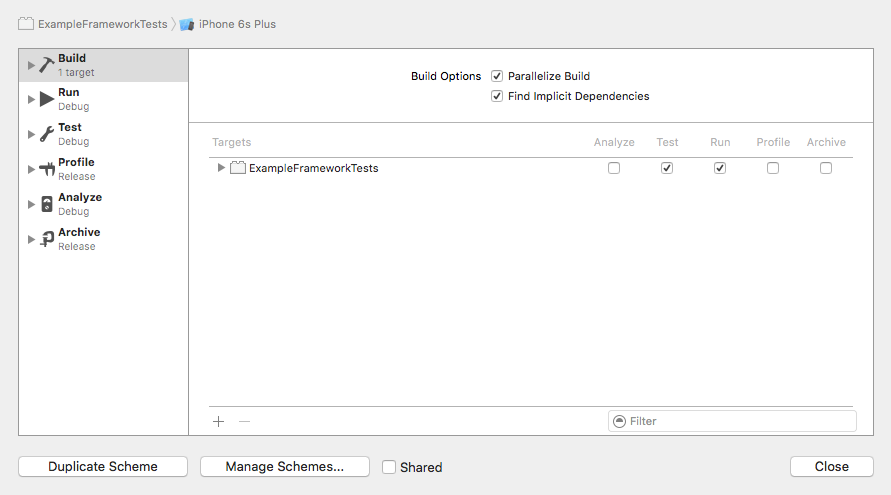 ExampleFrameworkTests iPhone 6s Plus
Build
1 target
Run
Debug
Test
Debug
Profile
Release
Analyze
Debug
Archive
Release
Build Options Parallelize Build
Find Implicit Dependencies
Targets Analyze Test Run Profile Archive
ExampleFrameworkTests
Filter
Duplicate Scheme Manage Schemes... Shared Close